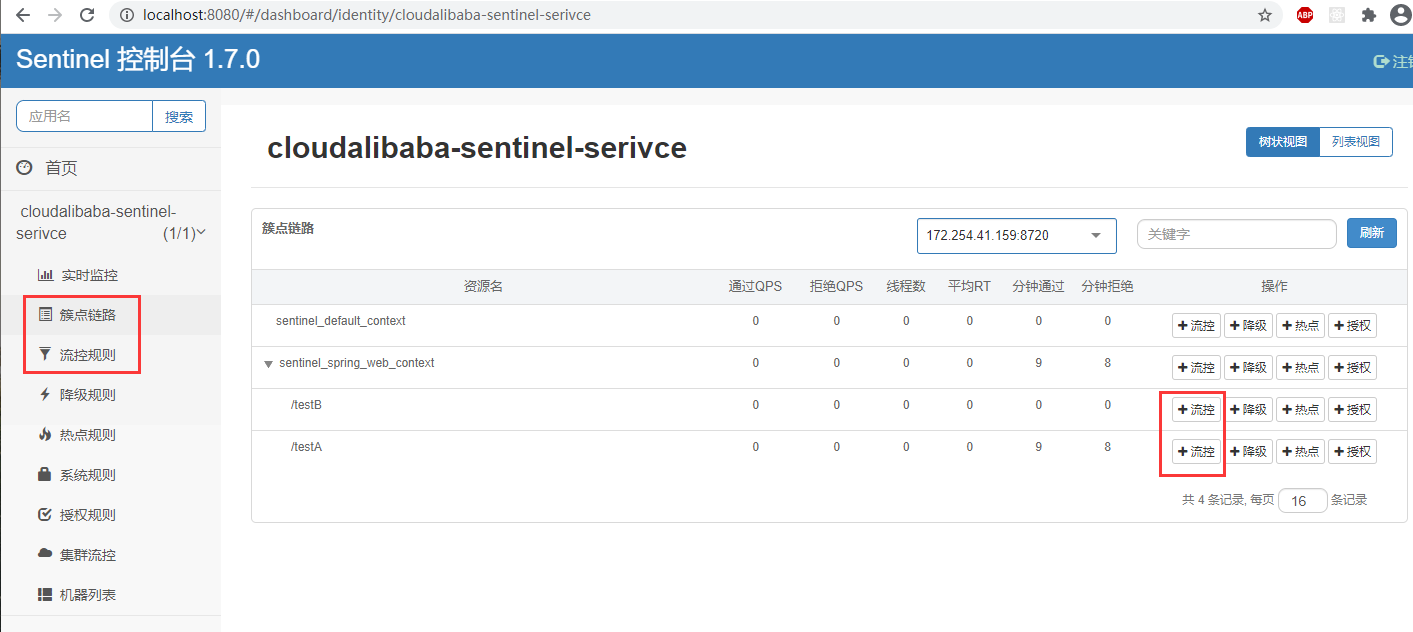 localhost:8080/#/dashboard/identity/cloudalibaba-sentinel-serivce
ABP
Sentinel 控制台 1.7.0
注销
应用名 搜索
首页
cloudalibaba-sentinel-
serivce (1/1)
实时监控
簇点链路
流控规则
降级规则
热点规则
系统规则
授权规则
集群流控
机器列表
cloudalibaba-sentinel-serivce
树状视图 列表视图
簇点链路 172.254.41.159:8720 关键字 刷新
资源名 通过QPS 拒绝QPS 线程数 平均RT 分钟通过 分钟拒绝 操作
sentinel_default_context 0 0 0 0 0 0 +流控 +降级 +热点 +授权
sentinel_spring_web_context 0 0 0 0 9 8 +流控 +降级 +热点 +授权
/testB 0 0 0 0 0 0 +流控 +降级 +热点 +授权
/testA 0 0 0 0 9 8 +流控 +降级 +热点 +授权
共 4 条记录, 每页 16 条记录